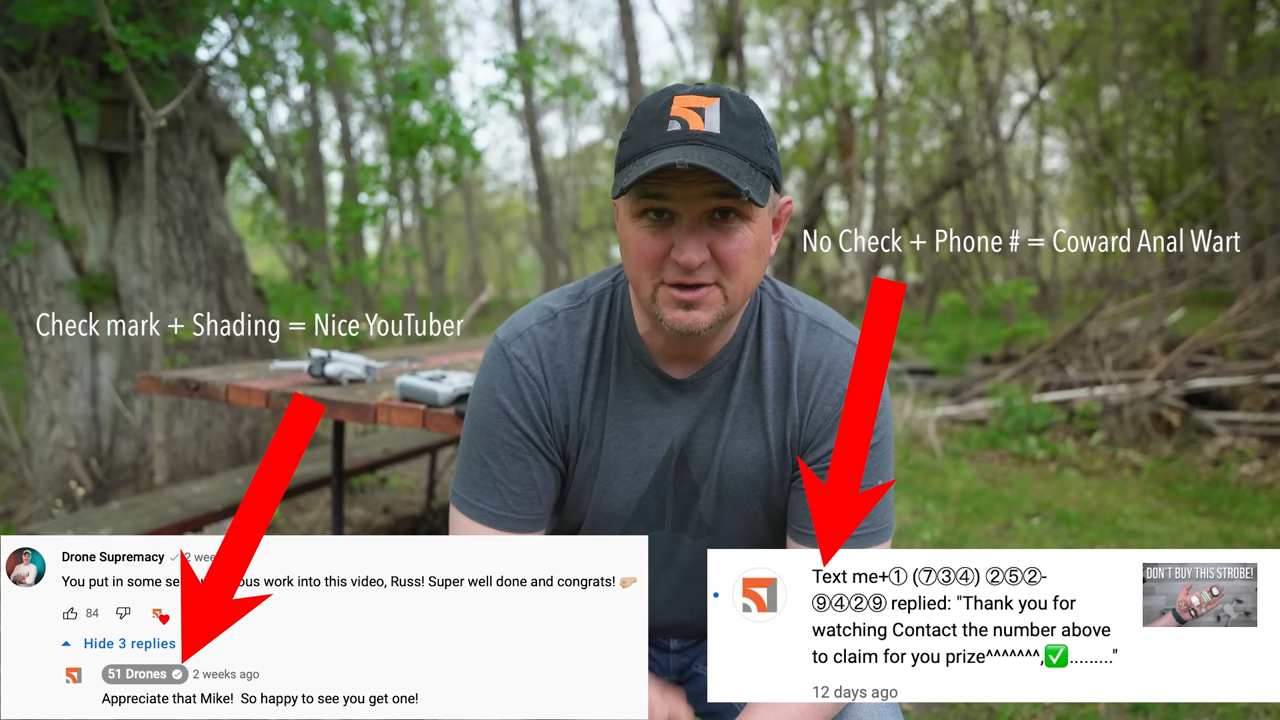 No Check + Phone # = Coward Anal Wart
Check mark + Shading = Nice YouTuber
Drone Supremacy
You put in some se ous work into this video, Russ! Super well done and congrats! 🤛🏼
84
Hide 3 replies
51 Drones 2 weeks ago
Appreciate that Mike! So happy to see you get one!
Text me+① (⑦③④) ②⑤②-
⑨④②⑨ replied: "Thank you for
watching Contact the number above
to claim for you prize^^^^^^^,✅........."
12 days ago
DON'T BUY THIS STROBE!